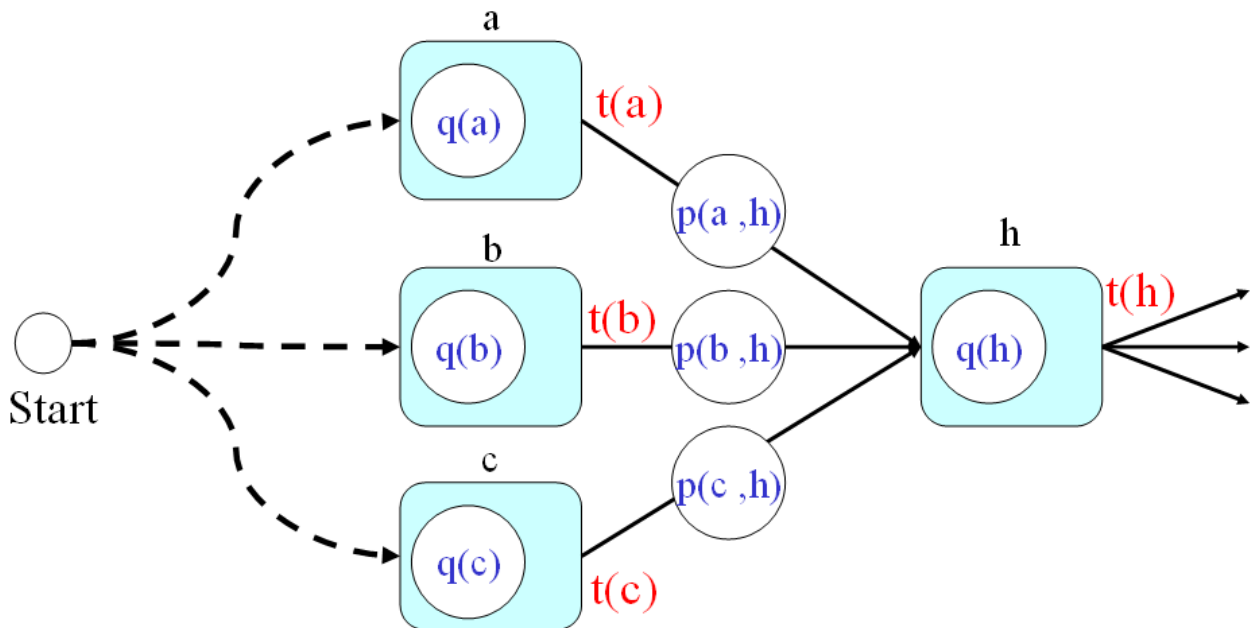 a
q(a)
t(a)
p(a ,h)
b
q(b)
t(b)
p(b ,h)
h
q(h)
t(h)
Start
c
q(c)
t(c)
p(c ,h)